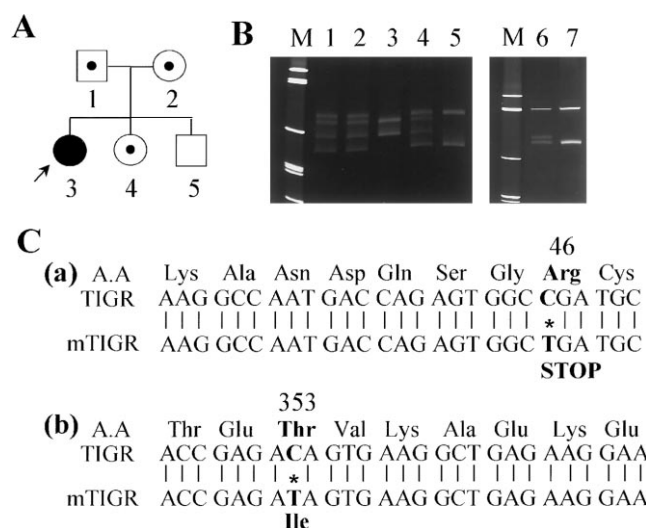 A
1
2
3
4
5
B
M 1 2 3 4 5
M 6 7
C
46
(a) A.A Lys Ala Asn Asp Gln Ser Gly Arg Cys
TIGR AAG GCC AAT GAC CAG AGT GGC CGA TGC
*
mTIGR AAG GCC AAT GAC CAG AGT GGC TGA TGC
STOP
353
(b) A.A Thr Glu Thr Val Lys Ala Glu Lys Glu
TIGR ACC GAG ACA GTG AAG GCT GAG AAG GAA
*
mTIGR ACC GAG ATA GTG AAG GCT GAG AAG GAA
Ile